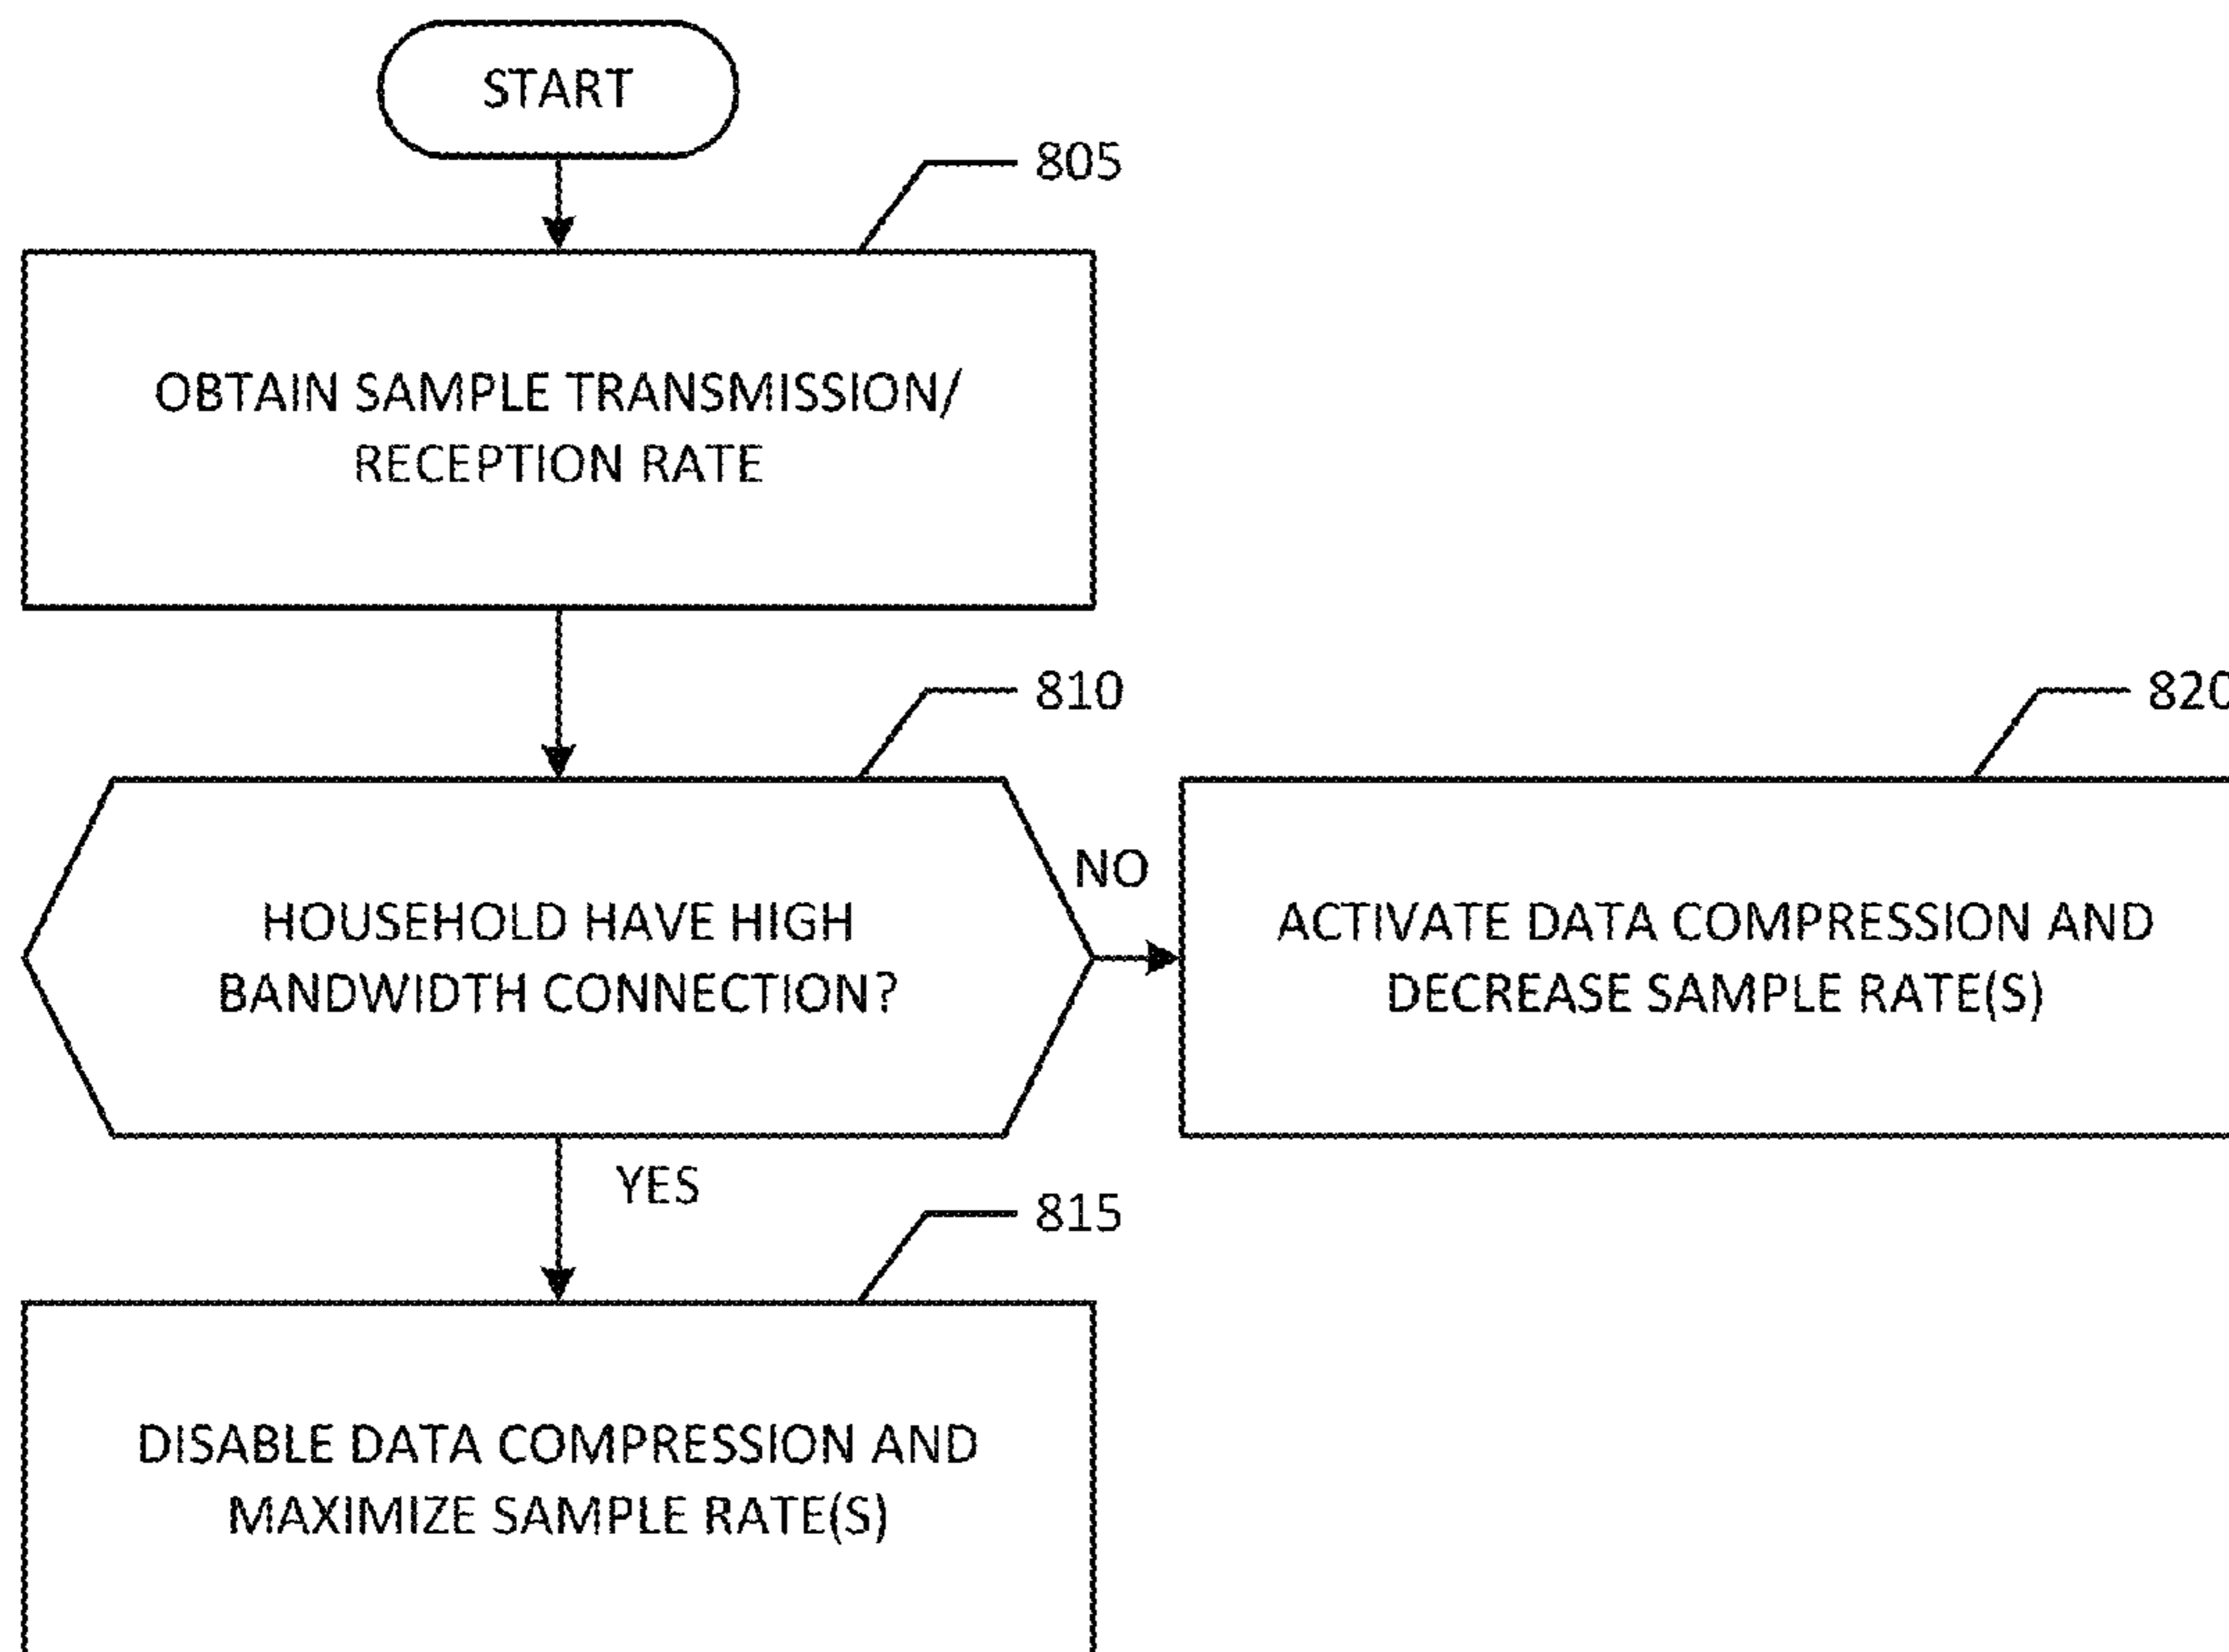 START
805
OBTAIN SAMPLE TRANSMISSION/
RECEPTION RATE
810
820
HOUSEHOLD HAVE HIGH
BANDWIDTH CONNECTION?
NO
ACTIVATE DATA COMPRESSION AND
DECREASE SAMPLE RATE(S)
YES
815
DISABLE DATA COMPRESSION AND
MAXIMIZE SAMPLE RATE(S)